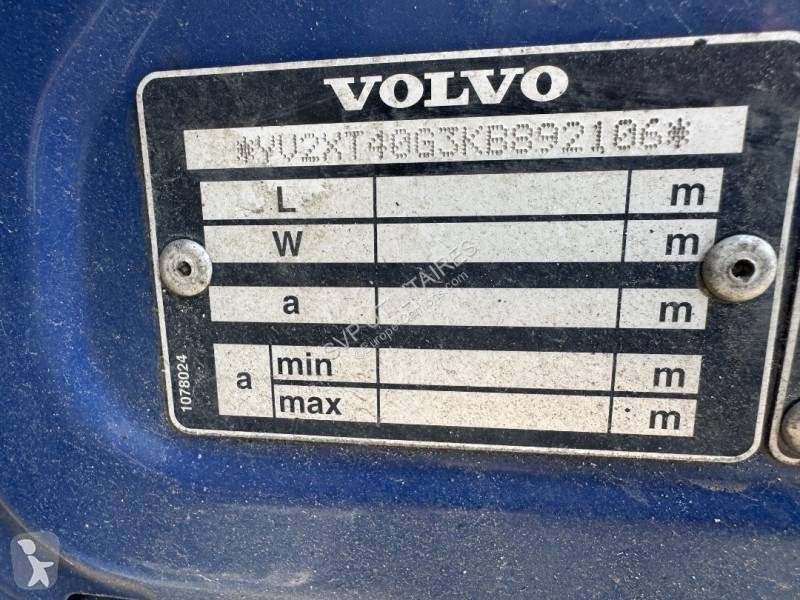 VOLVO
*YV2XT40G3KB892106*
L m
W m
a m
a min m
max m
1078024